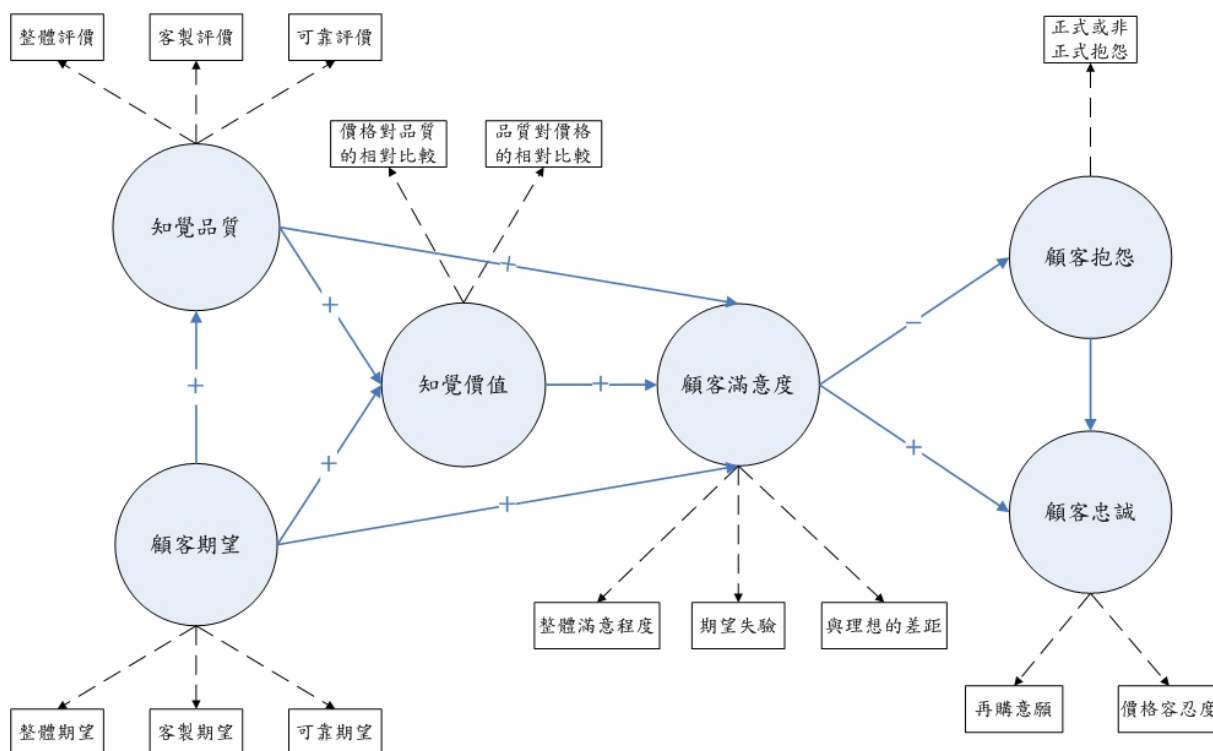 整體評價
客製評價
可靠評價
正式或非
正式抱怨
價格對品質
的相對比較
品質對價格
的相對比較
知覺品質
顧客抱怨
+
+
−
+
知覺價值
+
顧客滿意度
+
+
+
顧客期望
顧客忠誠
整體滿意程度
期望失驗
與理想的差距
整體期望
客製期望
可靠期望
再購意願
價格容忍度